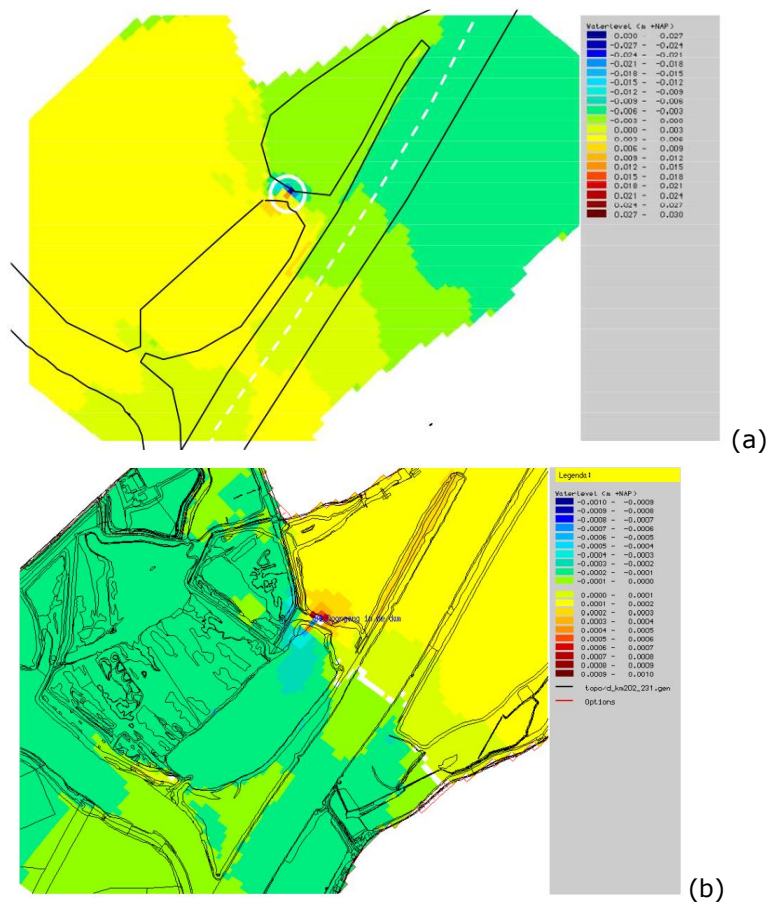 Waterlevel (m +NAP)
0.030 - 0.027
-0.027 - -0.024
-0.024 - -0.021
-0.021 - -0.018
-0.018 - -0.015
-0.015 - -0.012
-0.012 - -0.009
-0.009 - -0.006
-0.006 - -0.003
-0.003 - 0.000
0.000 - 0.003
0.003 - 0.006
0.006 - 0.009
0.009 - 0.012
0.012 - 0.015
0.015 - 0.018
0.018 - 0.021
0.021 - 0.024
0.024 - 0.027
0.027 - 0.030
(a)
Legenda:
Waterlevel (m +NAP)
-0.0010 - -0.0009
-0.0009 - -0.0008
-0.0008 - -0.0007
-0.0007 - -0.0006
-0.0006 - -0.0005
-0.0005 - -0.0004
-0.0004 - -0.0003
-0.0003 - -0.0002
-0.0002 - -0.0001
-0.0001 - 0.0000
0.0000 - 0.0001
0.0001 - 0.0002
0.0002 - 0.0003
0.0003 - 0.0004
0.0004 - 0.0005
0.0005 - 0.0006
0.0006 - 0.0007
0.0007 - 0.0008
0.0008 - 0.0009
0.0009 - 0.0010
topo/d_km202_231.gen
Options
in de dam
(b)